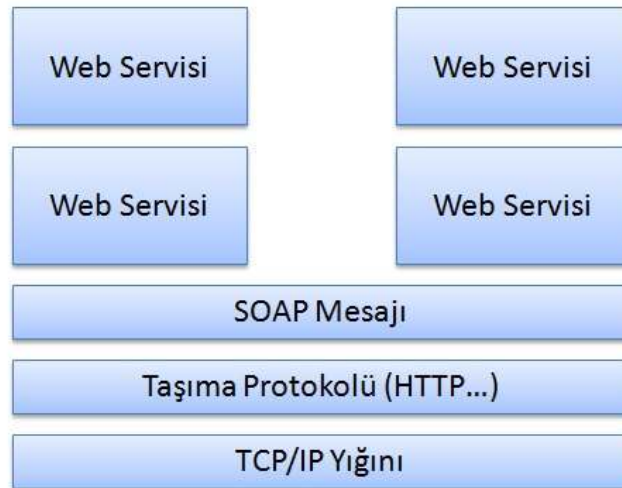 Web Servisi
Web Servisi
Web Servisi
Web Servisi
SOAP Mesajı
Taşıma Protokolü (HTTP...)
TCP/IP Yığını